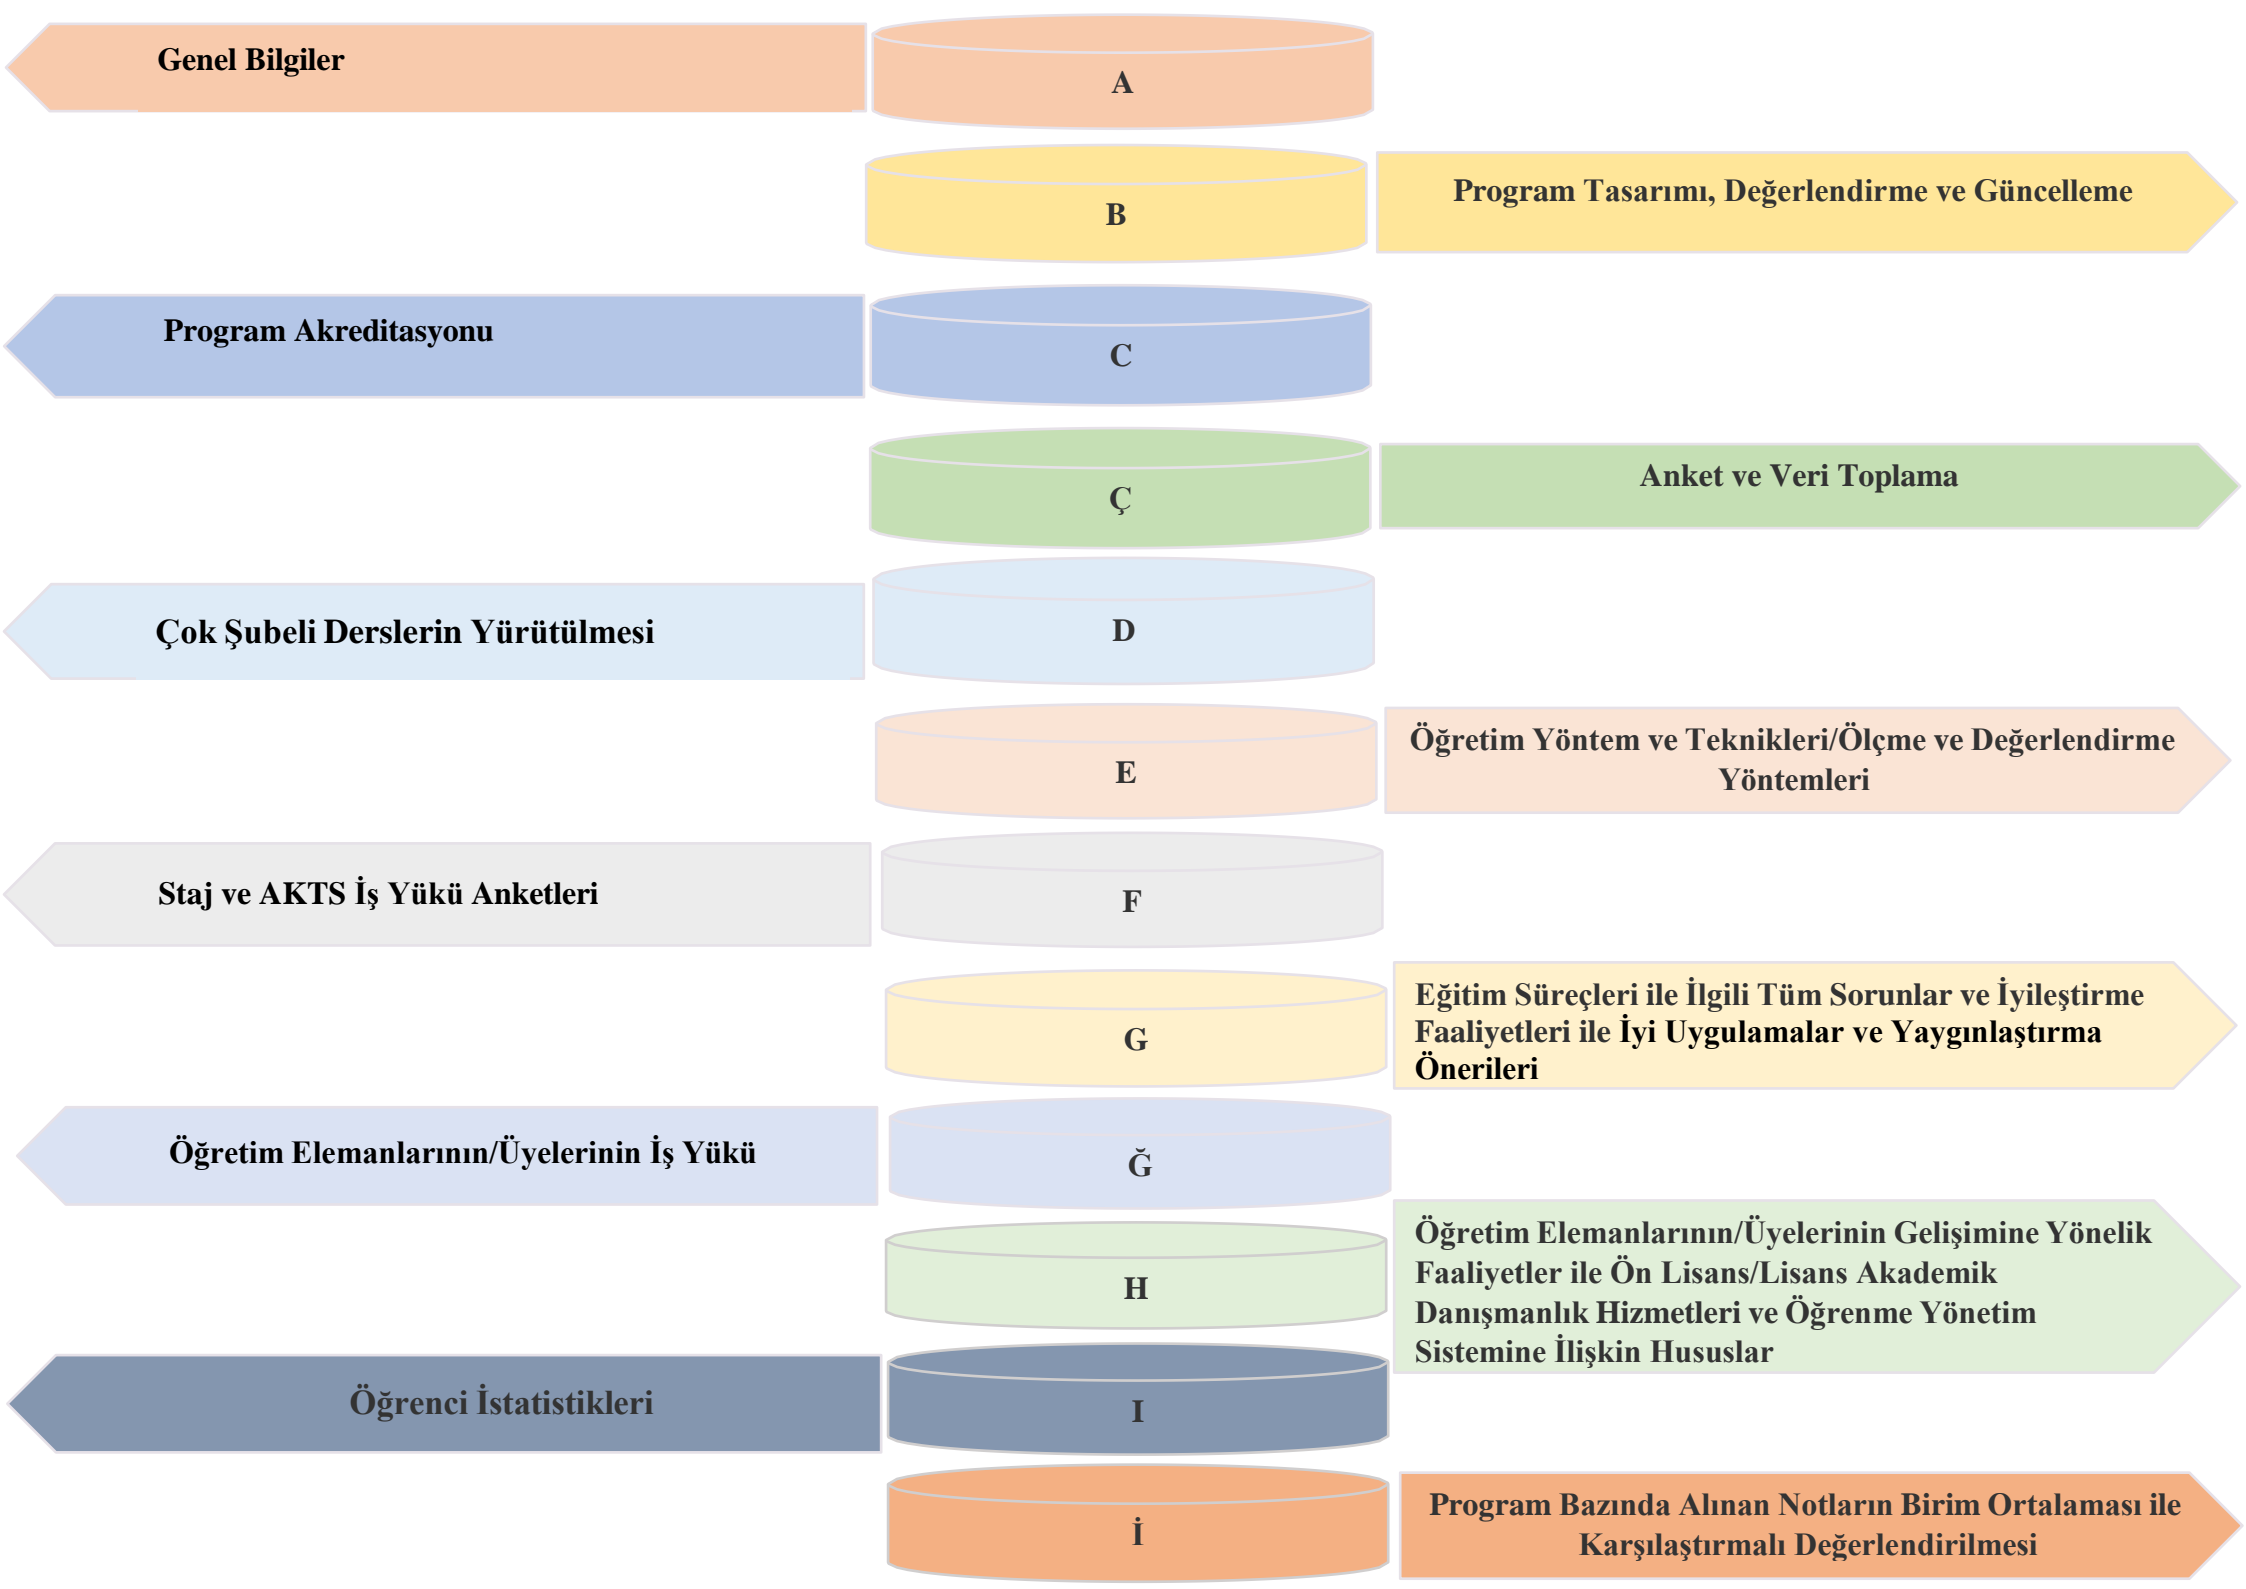 Genel Bilgiler
A
B
Program Tasarımı, Değerlendirme ve Güncelleme
Program Akreditasyonu
C
Ç
Anket ve Veri Toplama
Çok Şubeli Derslerin Yürütülmesi
D
E
Öğretim Yöntem ve Teknikleri/Ölçme ve Değerlendirme
Yöntemleri
Staj ve AKTS İş Yükü Anketleri
F
G
Eğitim Süreçleri ile İlgili Tüm Sorunlar ve İyileştirme
Faaliyetleri ile İyi Uygulamalar ve Yaygınlaştırma
Önerileri
Öğretim Elemanlarının/Üyelerinin İş Yükü
Ğ
H
Öğretim Elemanlarının/Üyelerinin Gelişimine Yönelik
Faaliyetler ile Ön Lisans/Lisans Akademik
Danışmanlık Hizmetleri ve Öğrenme Yönetim
Sistemine İlişkin Hususlar
Öğrenci İstatistikleri
I
İ
Program Bazında Alınan Notların Birim Ortalaması ile
Karşılaştırmalı Değerlendirilmesi